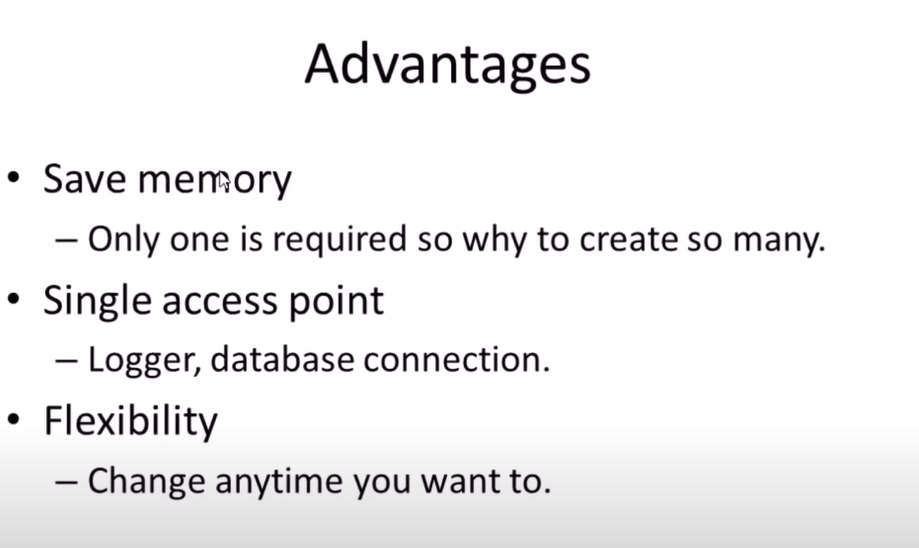 Advantages
• Save memory
– Only one is required so why to create so many.
• Single access point
– Logger, database connection.
• Flexibility
– Change anytime you want to.